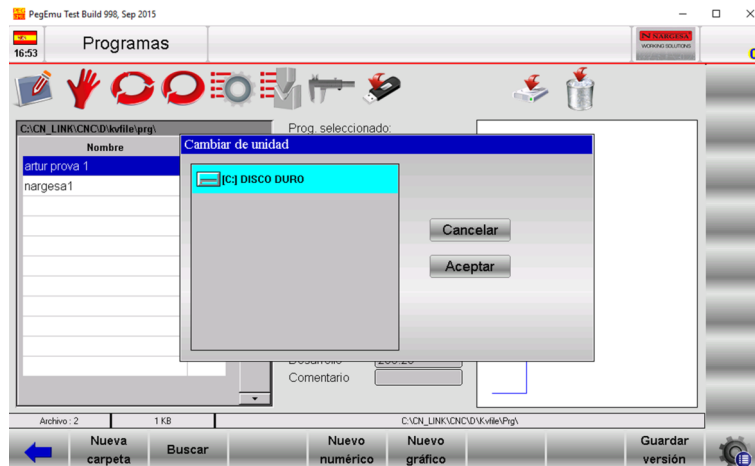 PegEmu Test Build 998, Sep 2015
16:53
Programas
NARGESA
WORKING SOLUTIONS
C:\CN_LINK\CNC\D\kvfile\prg\
Prog. seleccionado:
Nombre
artur prova 1
nargesa1
Cambiar de unidad
[C:] DISCO DURO
Cancelar
Aceptar
Comentario
Archivo : 2
1 KB
C:\CN_LINK\CNC\D\Kvfile\Prg\
Nueva
carpeta
Buscar
Nuevo
numérico
Nuevo
gráfico
Guardar
versión